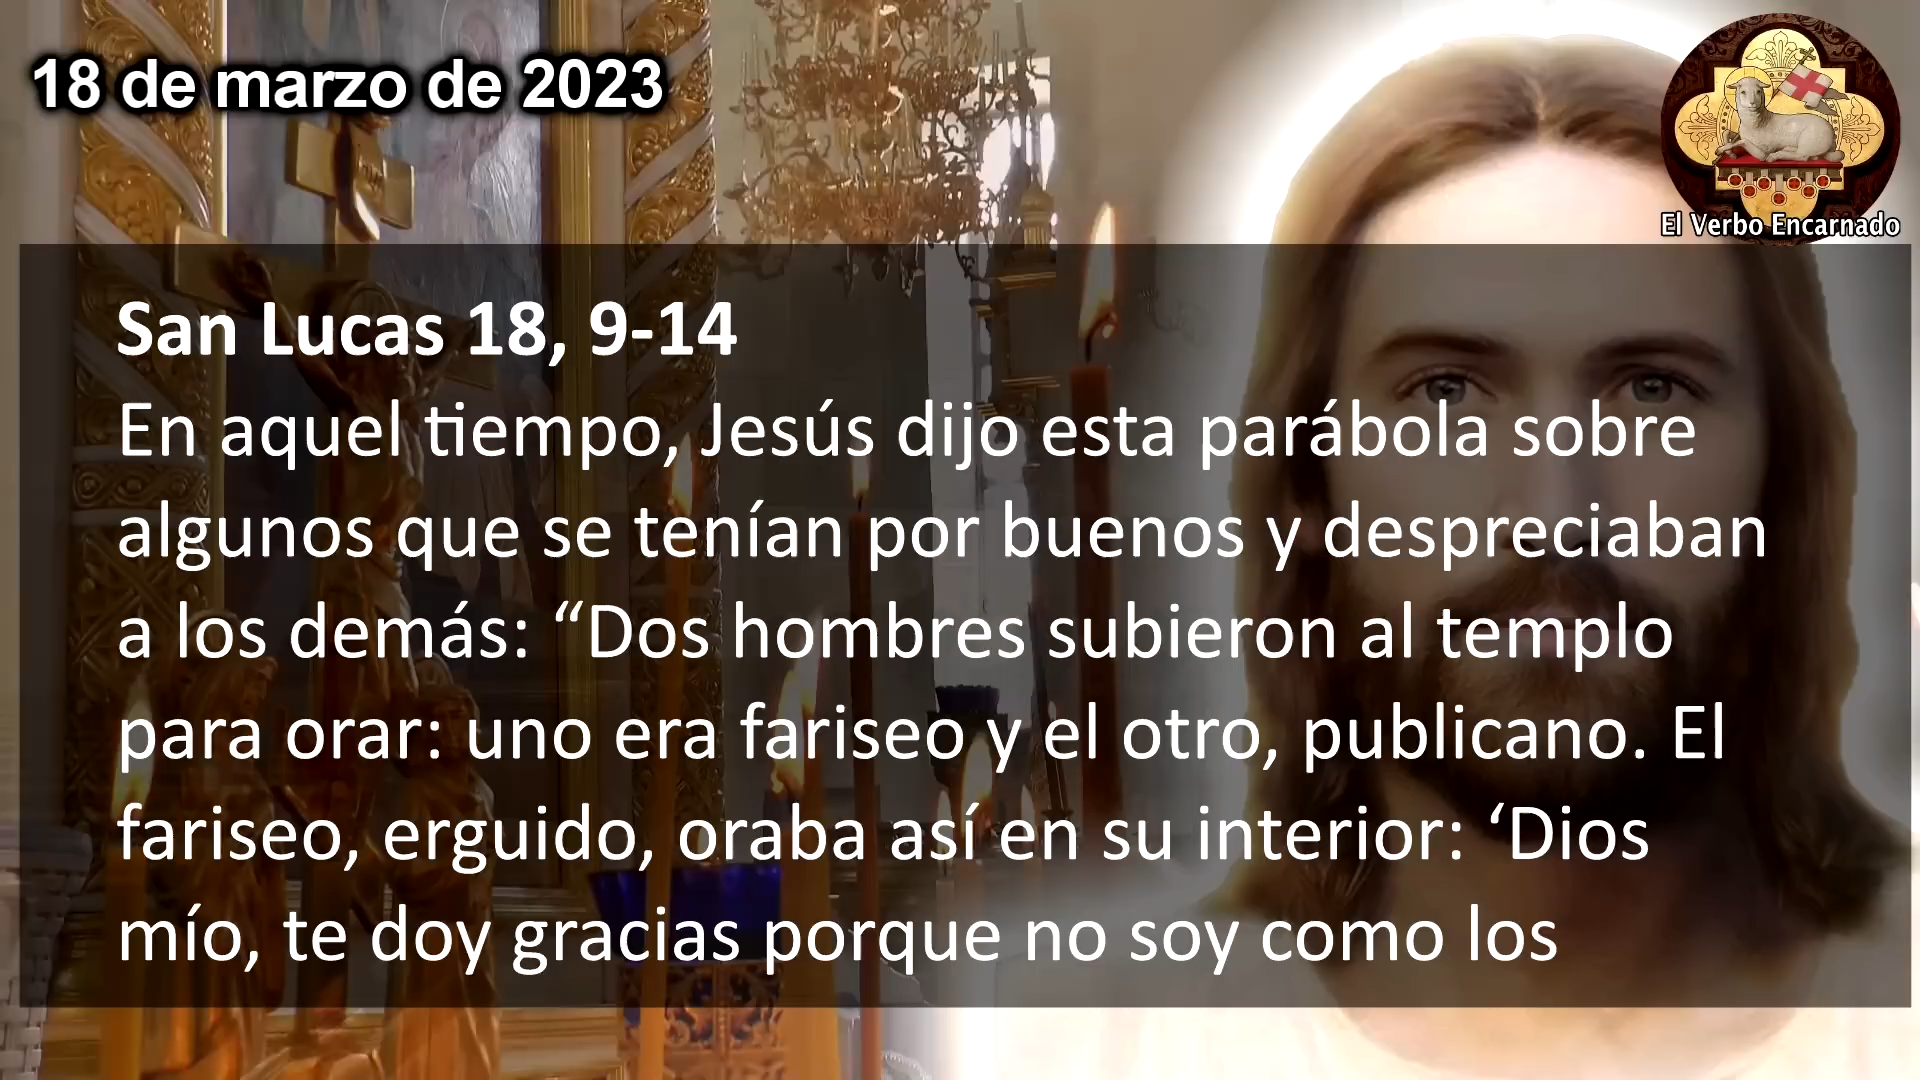 18 de marzo de 2023
El Verbo Encarnado
San Lucas 18, 9-14
En aquel tiempo, Jesús dijo esta parábola sobre
algunos que se tenían por buenos y despreciaban
a los demás: “Dos hombres subieron al templo
para orar: uno era fariseo y el otro, publicano. El
fariseo, erguido, oraba así en su interior: ‘Dios
mío, te doy gracias porque no soy como los